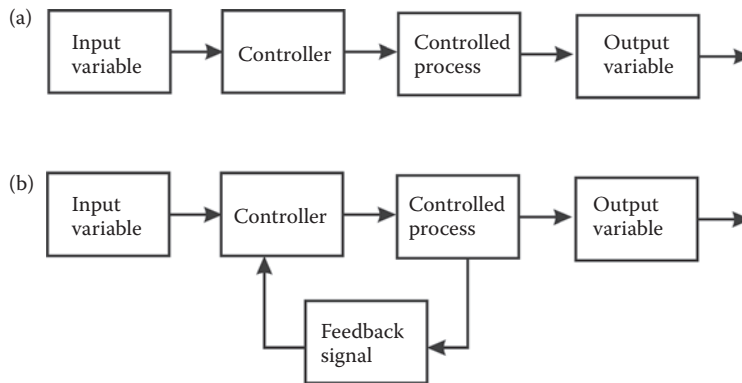 (a)
Input
variable
Controller
Controlled
process
Output
variable
(b)
Input
variable
Controller
Controlled
process
Output
variable
Feedback
signal